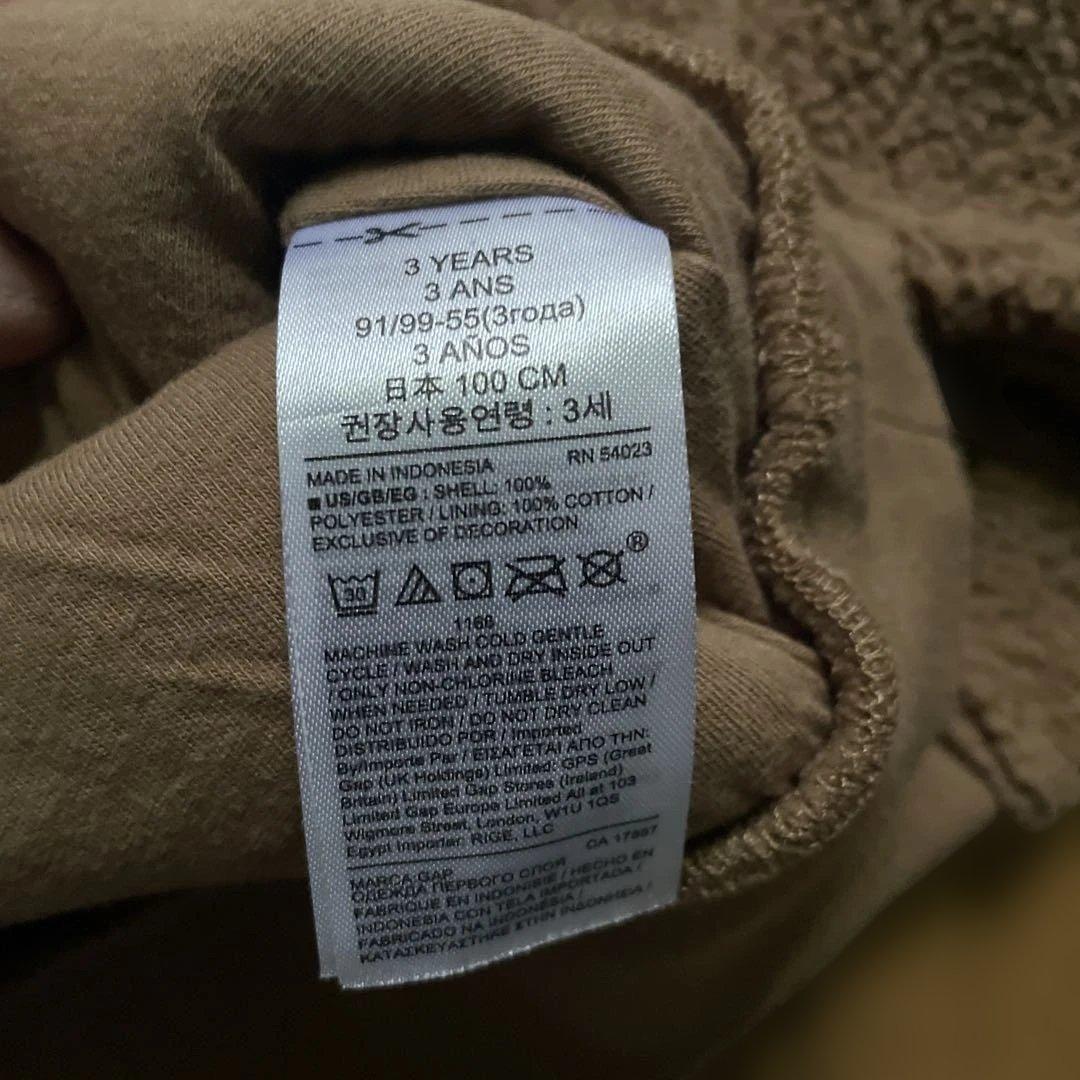 3 YEARS
3 ANS
91/99-55(3года)
3 AÑOS
日本 100 CM
권장사용연령 : 3세
MADE IN INDONESIA RN 54023
US/GB/EG : SHELL: 100%
POLYESTER / LINING: 100% COTTON /
EXCLUSIVE OF DECORATION
30 ®
1168
MACHINE WASH COLD GENTLE
CYCLE / WASH AND DRY INSIDE OUT
/ ONLY NON-CHLORINE BLEACH
WHEN NEEDED / TUMBLE DRY LOW /
DO NOT IRON / DO NOT DRY CLEAN
DISTRIBUIDO POR / Imported
By/Importe Par / ΕΙΣΑΓΕΤΑΙ ΑΠΟ ΤΗΝ:
Gap (UK Holdings) Limited: GPS (Great
Britain) Limited Gap Stores (Ireland)
Limited Gap Europe Limited All at 103
Wigmore Street, London, W1U 1QS
Egypt Importer: RIGE, LLC
CA 17897
MARCA GAP
ОДЕЖДА ПЕРВОГО СЛОЯ
FABRIQUE EN INDONISIE / HECHO EN
INDONESIA CON TELA IMPORTADA /
FABRICADO NA INDONESIA /
ΚΑΤΑΣΚΕΥΑΣΤΗΚΕ ΣΤΗΝ ΙΝΔΟΝΗΣΙΑ /